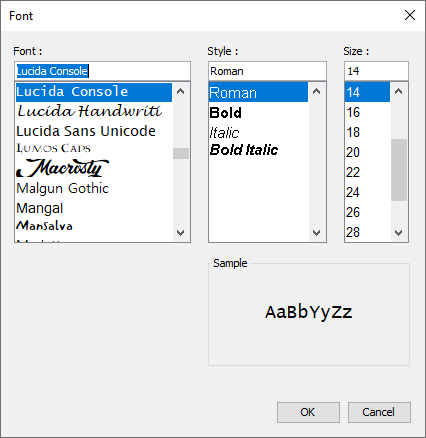 Font
Font :
Style :
Size :
Lucida Console
Roman
14
Lucida Console
Lucida Handwriti
Lucida Sans Unicode
Lumos Caps
Macrosty
Malgun Gothic
Mangal
Mansalva
Roman
Bold
Italic
Bold Italic
14
16
18
20
22
24
26
28
Sample
AaBbYyZz
OK
Cancel